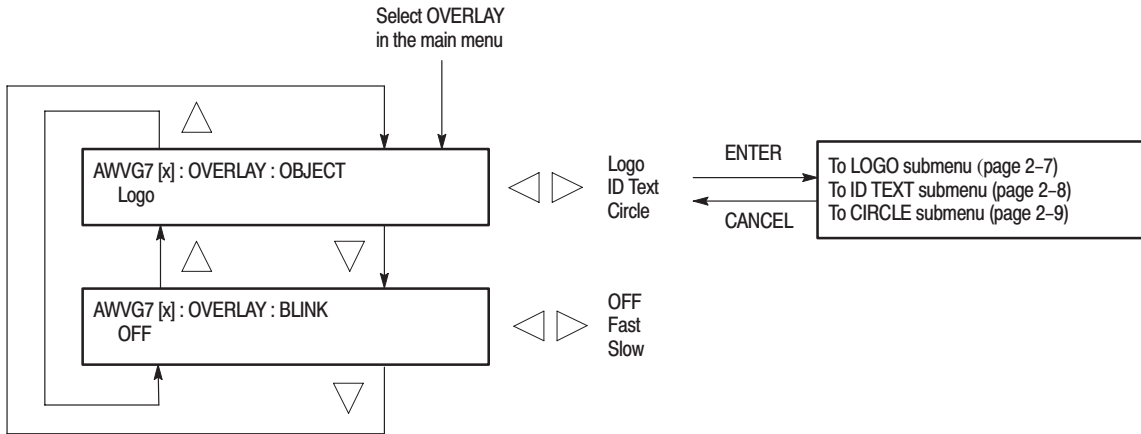 Select OVERLAY
in the main menu
AWVG7 [x] : OVERLAY : OBJECT
Logo
Logo
ID Text
Circle
ENTER
CANCEL
To LOGO submenu (page 2–7)
To ID TEXT submenu (page 2–8)
To CIRCLE submenu (page 2–9)
AWVG7 [x] : OVERLAY : BLINK
OFF
OFF
Fast
Slow